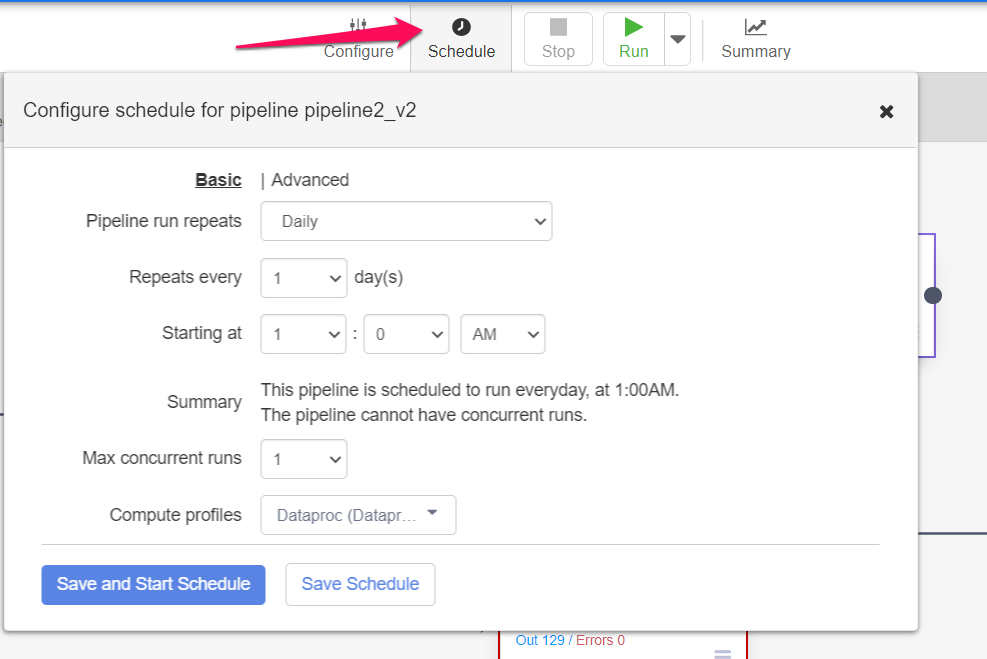 Configure
Schedule
Stop
Run
Summary
Configure schedule for pipeline pipeline2_v2
Basic | Advanced
Pipeline run repeats Daily
Repeats every 1 day(s)
Starting at 1 : 0 AM
Summary This pipeline is scheduled to run everyday, at 1:00AM.
The pipeline cannot have concurrent runs.
Max concurrent runs 1
Compute profiles Dataproc (Datapr...
Save and Start Schedule Save Schedule
Out 129 / Errors 0